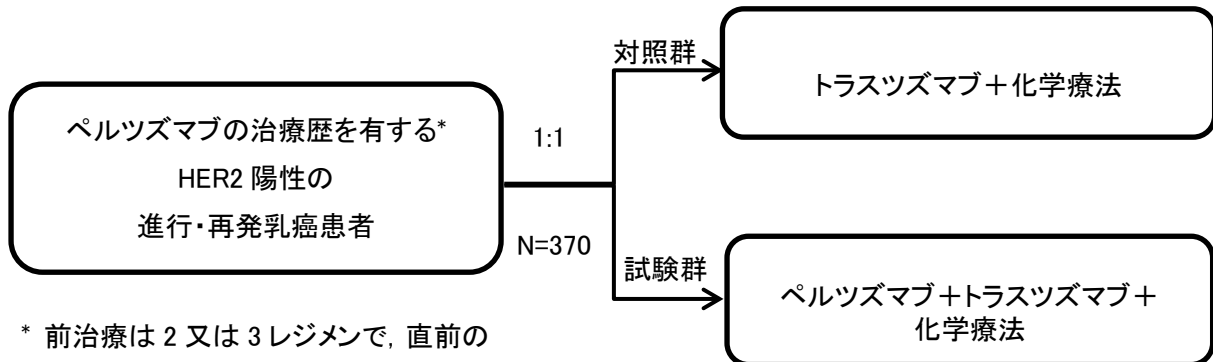 ペルツズマブの治療歴を有する*
HER2 陽性の
進行・再発乳癌患者
1:1
N=370
対照群
トラスツズマブ+化学療法
試験群
ペルツズマブ+トラスツズマブ+
化学療法
* 前治療は 2 又は 3 レジメンで, 直前の